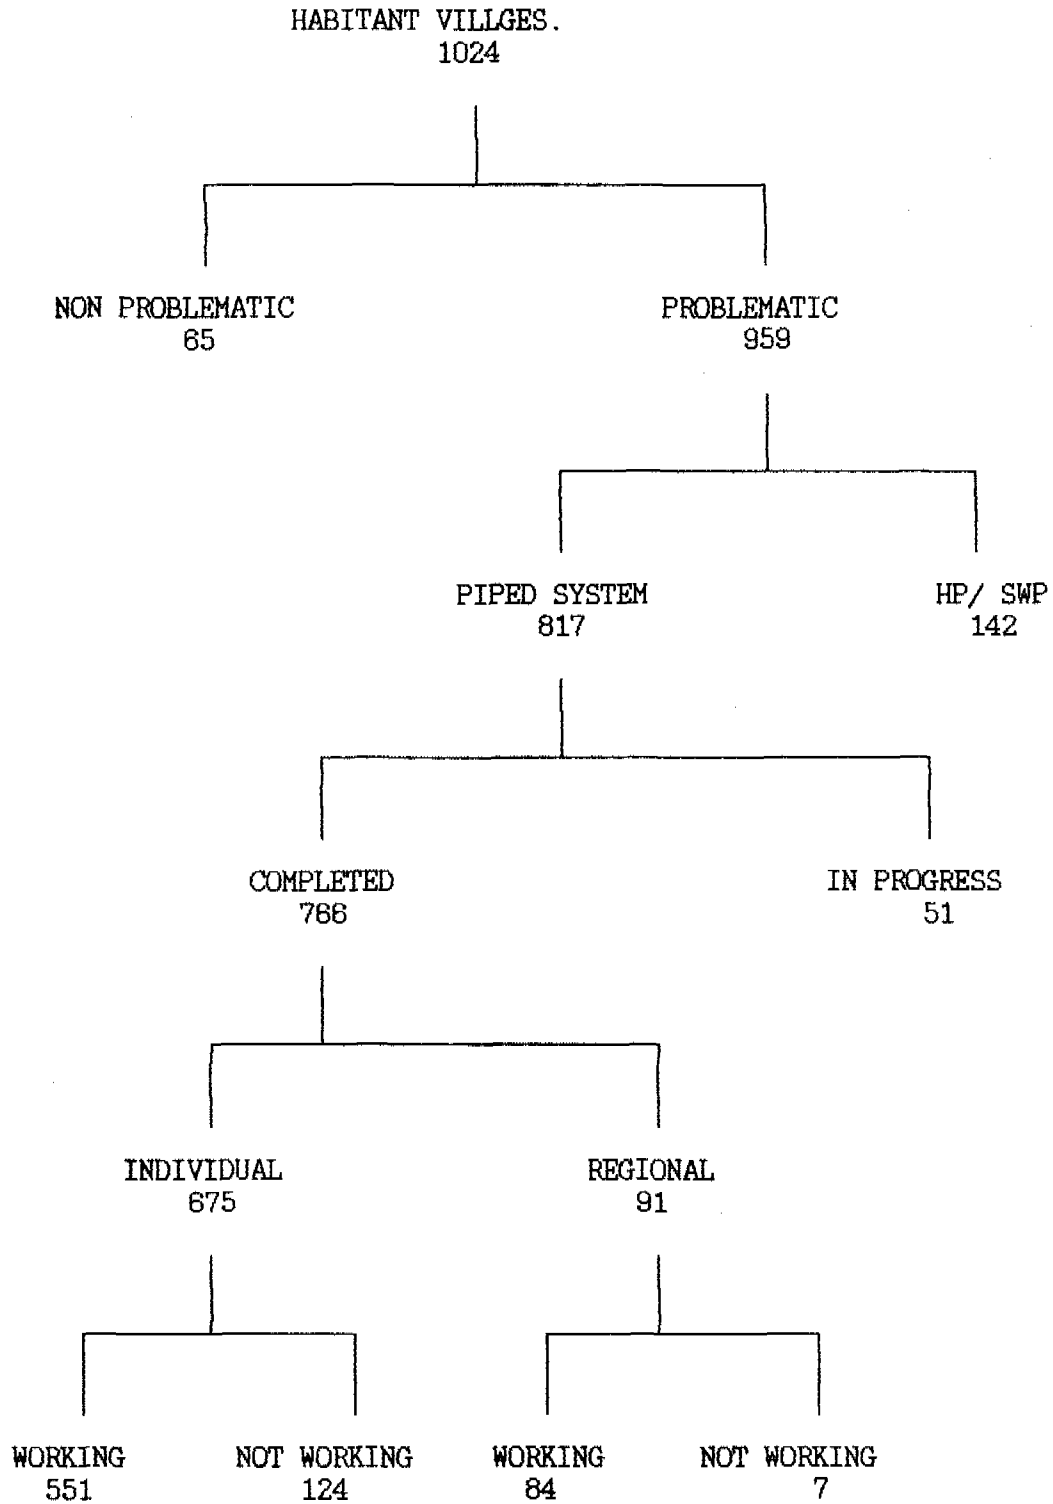 HABITANT VILLGES.
1024
NON PROBLEMATIC
65
PROBLEMATIC
959
PIPED SYSTEM
817
HP/ SWP
142
COMPLETED
766
IN PROGRESS
51
INDIVIDUAL
675
REGIONAL
91
WORKING
551
NOT WORKING
124
WORKING
84
NOT WORKING
7